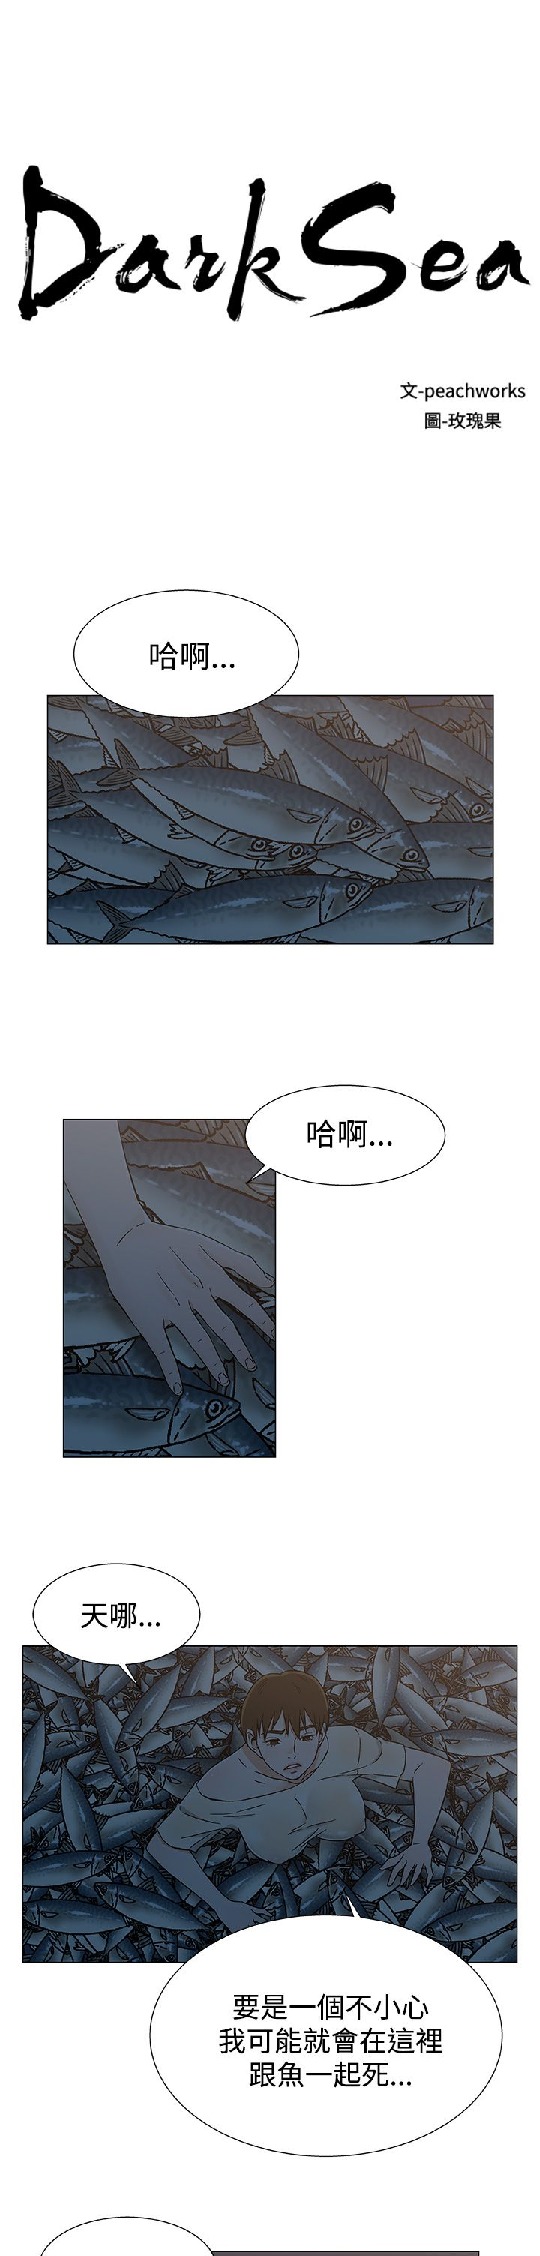 DarkSea
文-peachworks
圖-玫瑰果
哈啊...
哈啊...
天哪...
要是一個不小心
我可能就會在這裡
跟魚一起死...